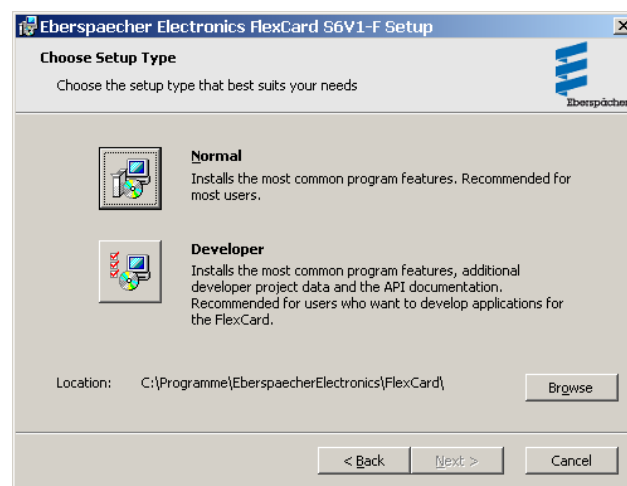 Eberspaecher Electronics FlexCard S6V1-F Setup
Choose Setup Type
Choose the setup type that best suits your needs
Eberspächer
Normal
Installs the most common program features. Recommended for
most users.
Developer
Installs the most common program features, additional
developer project data and the API documentation.
Recommended for users who want to develop applications for
the FlexCard.
Location: C:\Programme\EberspaecherElectronics\FlexCard\ Browse
< Back Next > Cancel